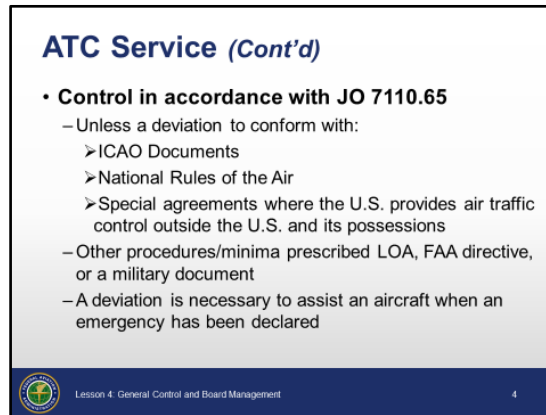 ATC Service (Cont'd)
• Control in accordance with JO 7110.65
–Unless a deviation to conform with:
➢ICAO Documents
➢National Rules of the Air
➢Special agreements where the U.S. provides air traffic
control outside the U.S. and its possessions
–Other procedures/minima prescribed LOA, FAA directive,
or a military document
–A deviation is necessary to assist an aircraft when an
emergency has been declared
Lesson 4: General Control and Board Management 4